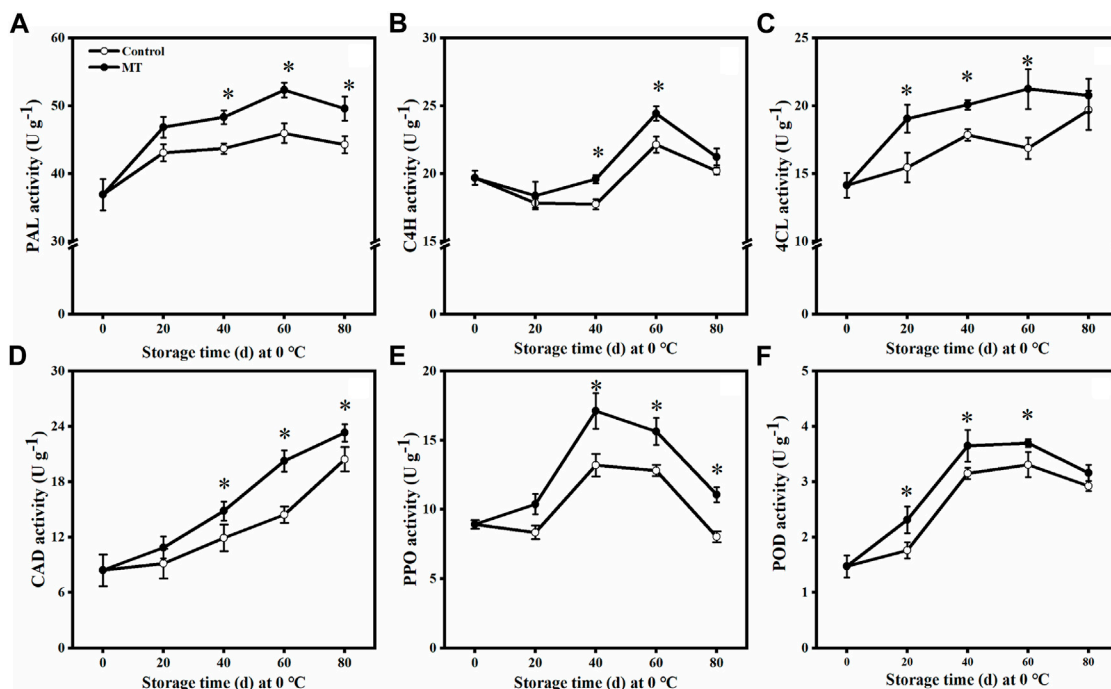 A
PAL activity (U g-1)
60
50
40
30
0
Control
MT
*
*
*
0 20 40 60 80
Storage time (d) at 0 °C
B
C4H activity (U g-1)
30
25
20
15
0
*
*
0 20 40 60 80
Storage time (d) at 0 °C
C
4CL activity (U g-1)
25
20
15
10
0
*
*
*
0 20 40 60 80
Storage time (d) at 0 °C
D
CAD activity (U g-1)
30
24
18
12
6
0
*
*
*
0 20 40 60 80
Storage time (d) at 0 °C
E
PPO activity (U g-1)
20
15
10
5
0
*
*
*
0 20 40 60 80
Storage time (d) at 0 °C
F
POD activity (U g-1)
5
4
3
2
1
0
*
*
*
0 20 40 60 80
Storage time (d) at 0 °C